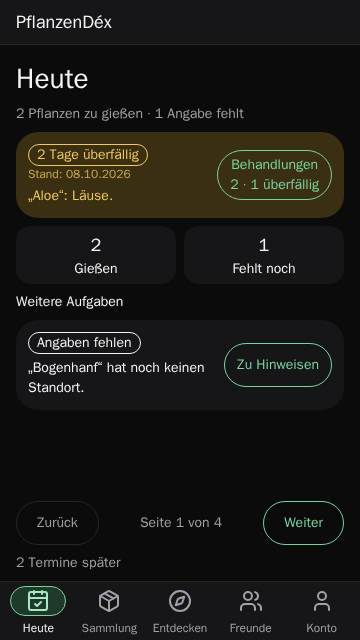 PflanzenDéx
Heute
2 Pflanzen zu gießen · 1 Angabe fehlt
2 Tage überfällig
Stand: 08.10.2026
„Aloe“: Läuse.
Behandlungen
2 · 1 überfällig
2
Gießen
1
Fehlt noch
Weitere Aufgaben
Angaben fehlen
„Bogenhanf“ hat noch keinen
Standort.
Zu Hinweisen
Zurück
Seite 1 von 4
Weiter
2 Termine später
Heute
Sammlung
Entdecken
Freunde
Konto